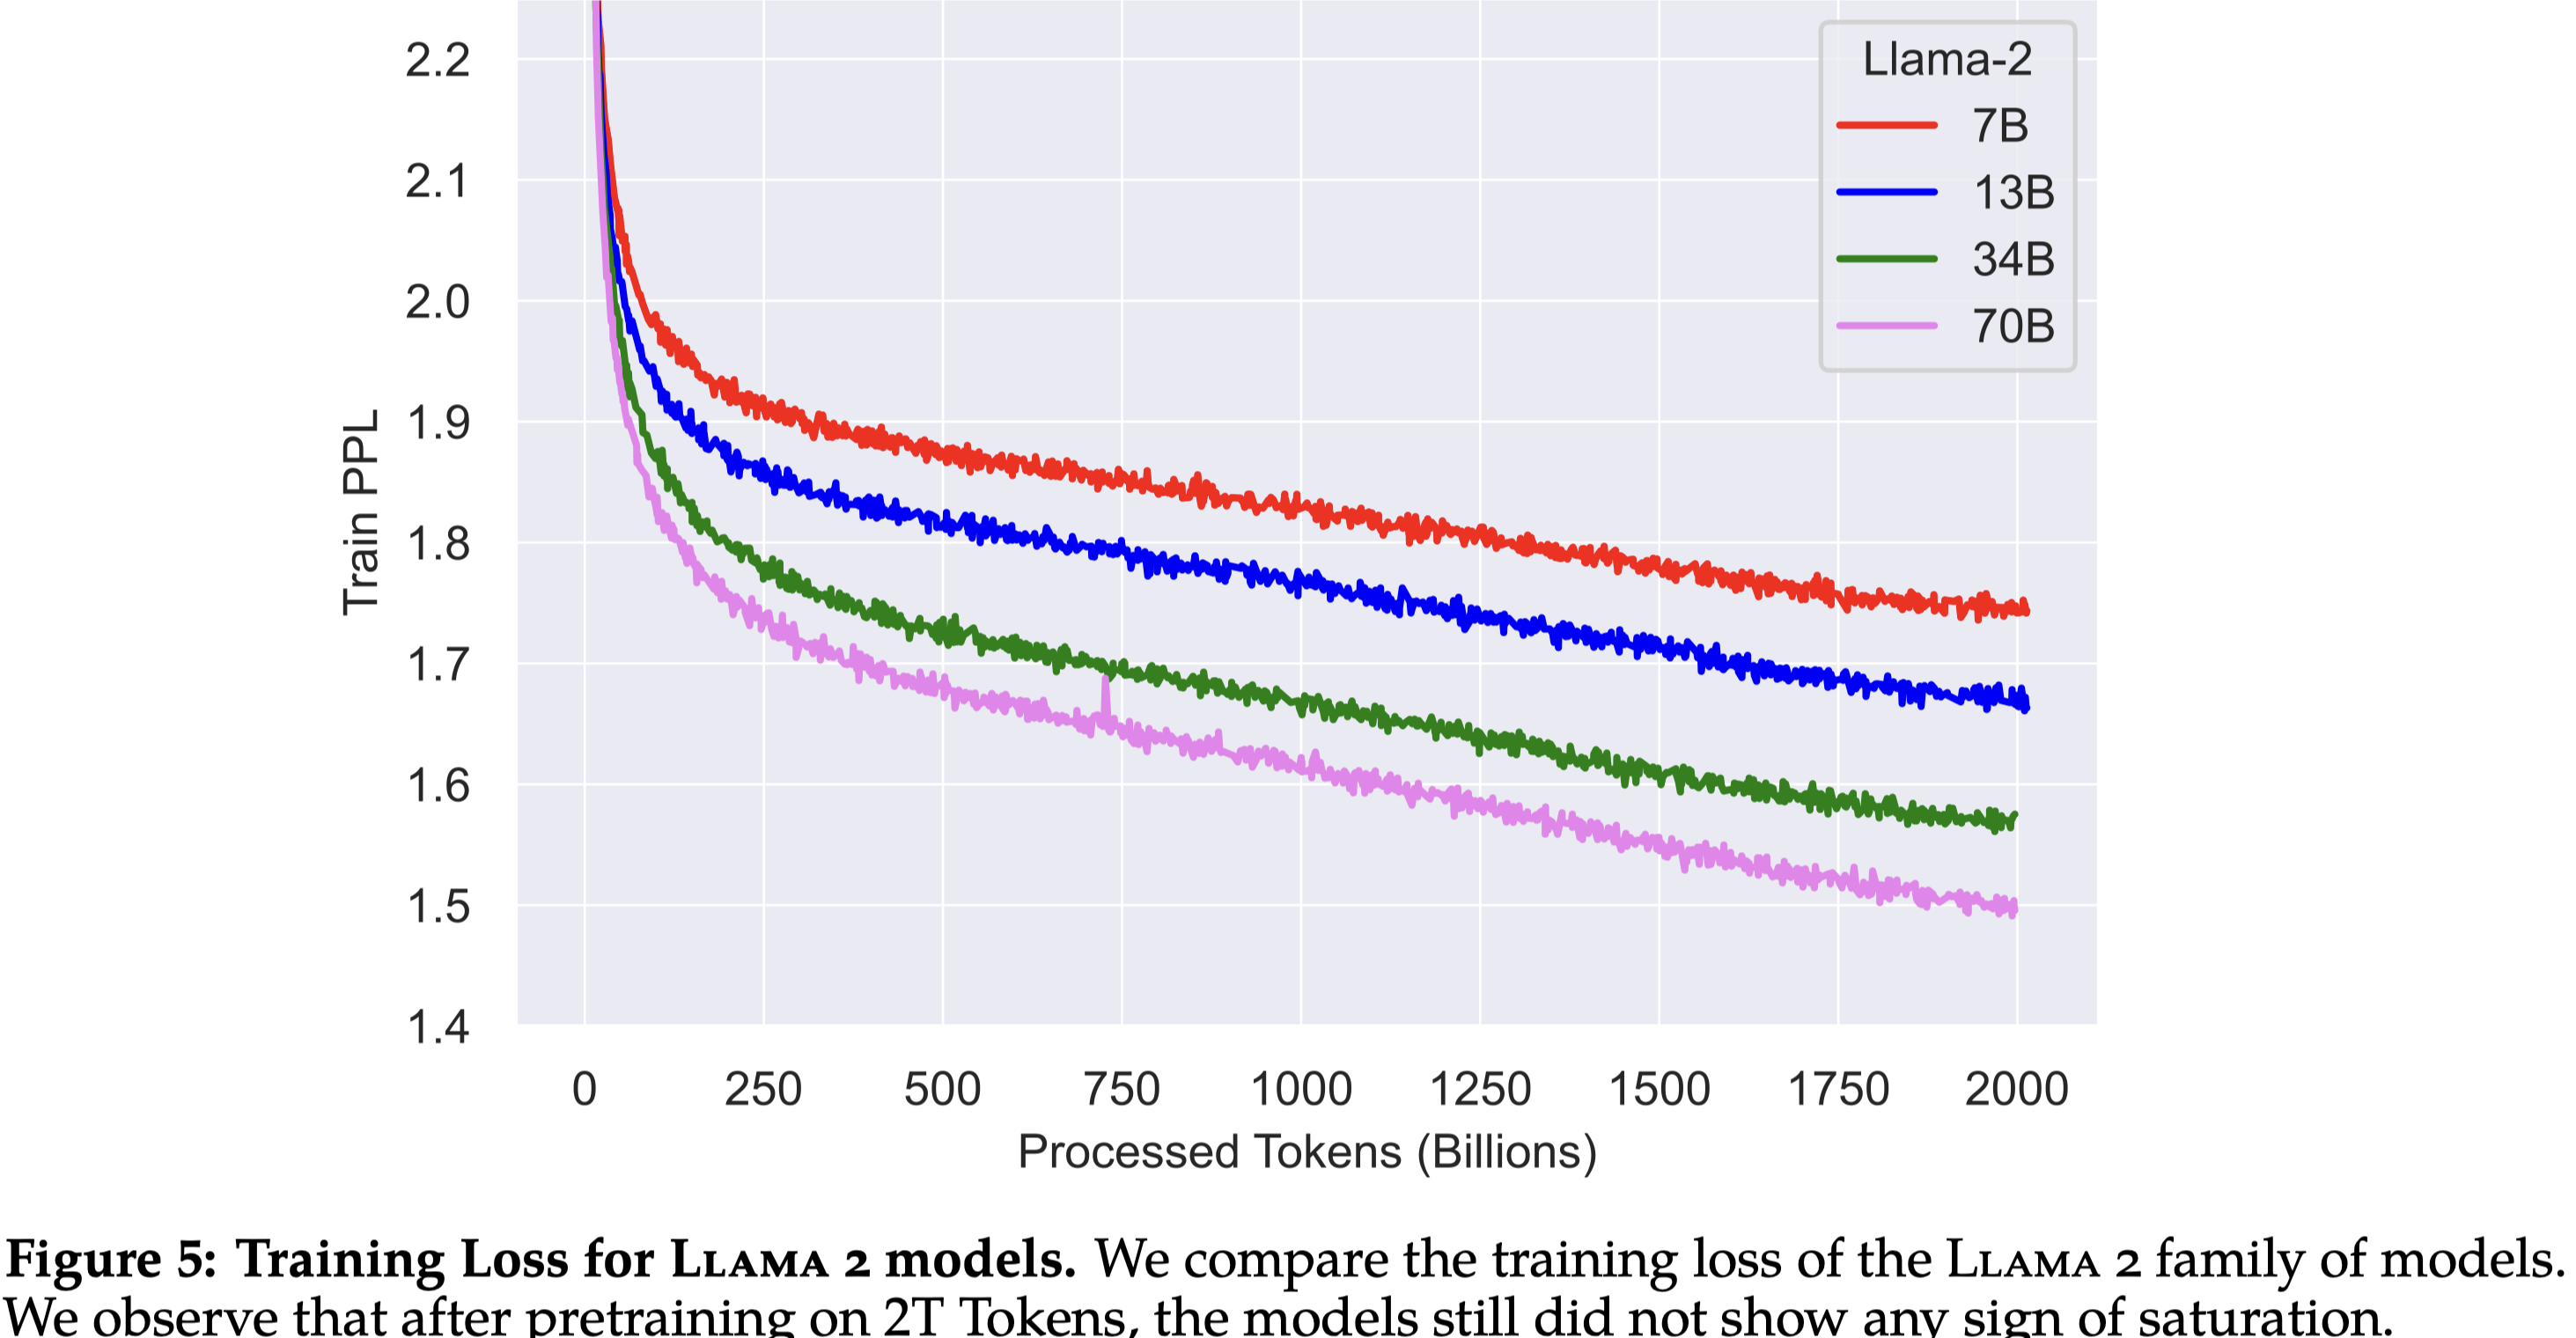 2.2
2.1
2.0
1.9
1.8
1.7
1.6
1.5
1.4
Train PPL
Llama-2
7B
13B
34B
70B
0 250 500 750 1000 1250 1500 1750 2000
Processed Tokens (Billions)
Figure 5: Training Loss for Llama 2 models. We compare the training loss of the Llama 2 family of models.
We observe that after pretraining on 2T Tokens, the models still did not show any sign of saturation.